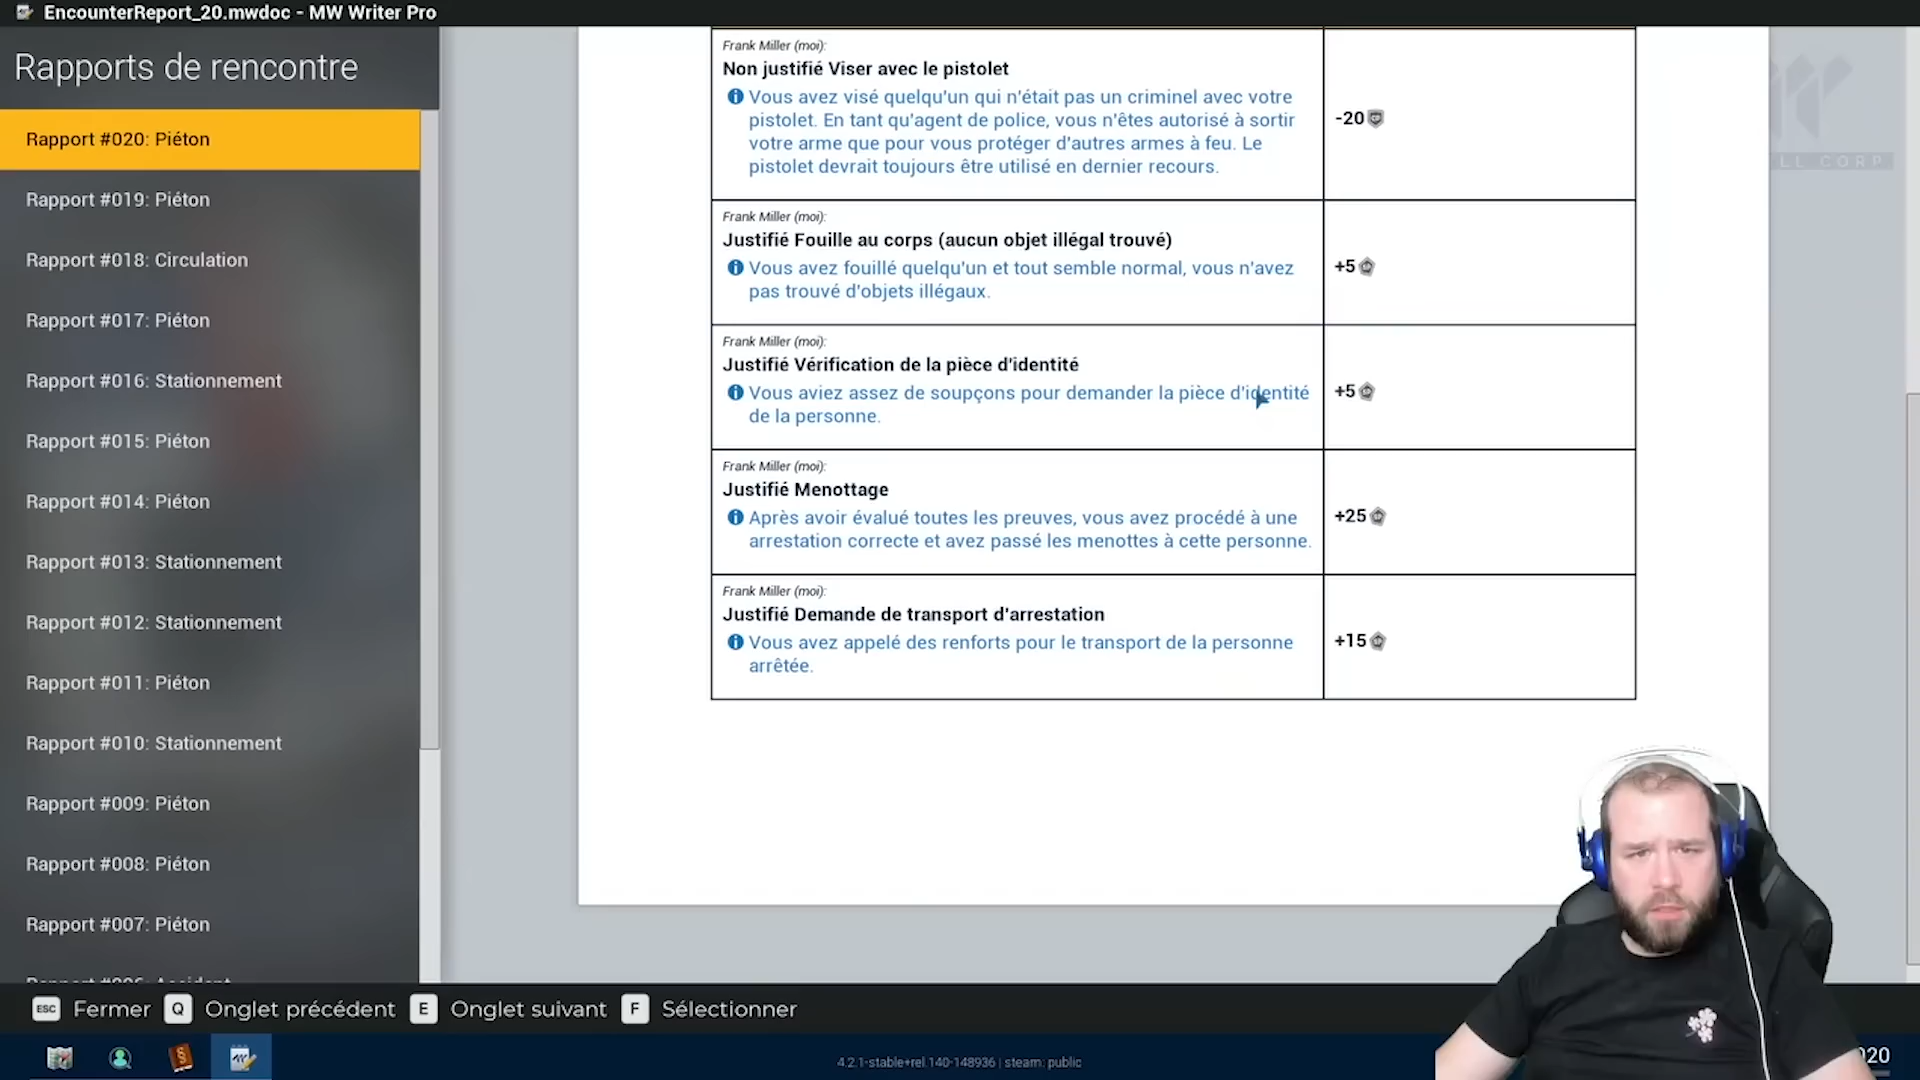 EncounterReport_20.mwdoc - MW Writer Pro
Rapports de rencontre
Rapport #020: Piéton
Rapport #019: Piéton
Rapport #018: Circulation
Rapport #017: Piéton
Rapport #016: Stationnement
Rapport #015: Piéton
Rapport #014: Piéton
Rapport #013: Stationnement
Rapport #012: Stationnement
Rapport #011: Piéton
Rapport #010: Stationnement
Rapport #009: Piéton
Rapport #008: Piéton
Rapport #007: Piéton
Frank Miller (moi):
Non justifié Viser avec le pistolet
Vous avez visé quelqu'un qui n'était pas un criminel avec votre
pistolet. En tant qu'agent de police, vous n'êtes autorisé à sortir
votre arme que pour vous protéger d'autres armes à feu. Le
pistolet devrait toujours être utilisé en dernier recours.
-20
Frank Miller (moi):
Justifié Fouille au corps (aucun objet illégal trouvé)
Vous avez fouillé quelqu'un et tout semble normal, vous n'avez
pas trouvé d'objets illégaux.
+5
Frank Miller (moi):
Justifié Vérification de la pièce d'identité
Vous aviez assez de soupçons pour demander la pièce d'identité
de la personne.
+5
Frank Miller (moi):
Justifié Menottage
Après avoir évalué toutes les preuves, vous avez procédé à une
arrestation correcte et avez passé les menottes à cette personne.
+25
Frank Miller (moi):
Justifié Demande de transport d'arrestation
Vous avez appelé des renforts pour le transport de la personne
arrêtée.
+15
ESC Fermer Q Onglet précédent E Onglet suivant F Sélectionner
4.2.1-stable+rel.140-148936 | steam: public
020